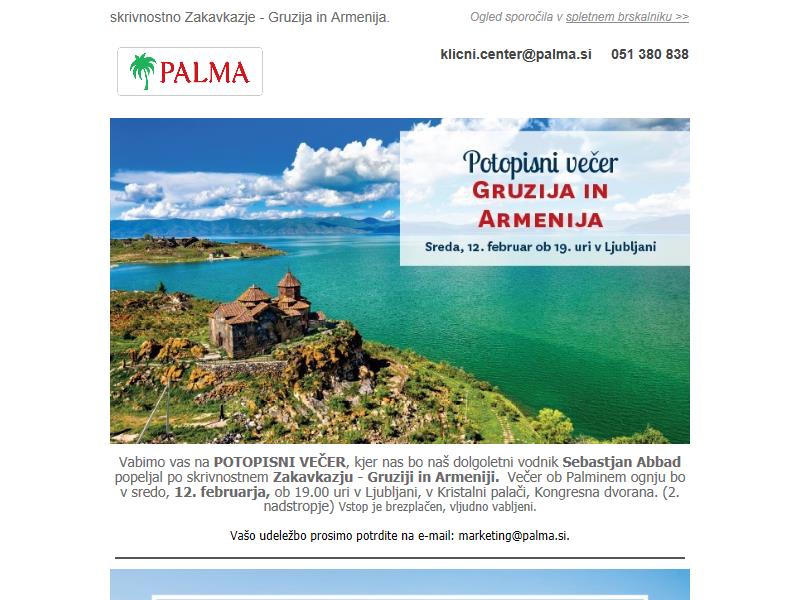 skrivnostno Zakavkazje - Gruzija in Armenija.
Ogled sporočila v spletnem brskalniku >>
klicni.center@palma.si 051 380 838
PALMA
Potopisni večer
GRUZIJA IN
ARMENIJA
Sreda, 12. februar ob 19. uri v Ljubljani
Vabimo vas na POTOPISNI VEČER, kjer nas bo naš dolgoletni vodnik Sebastjan Abbad
popeljal po skrivnostnem Zakavkazju - Gruziji in Armeniji. Večer ob Palminem ognju bo
v sredo, 12. februarja, ob 19.00 uri v Ljubljani, v Kristalni palači, Kongresna dvorana. (2.
nadstropje) Vstop je brezplačen, vljudno vabljeni.
Vašo udeležbo prosimo potrdite na e-mail: marketing@palma.si.